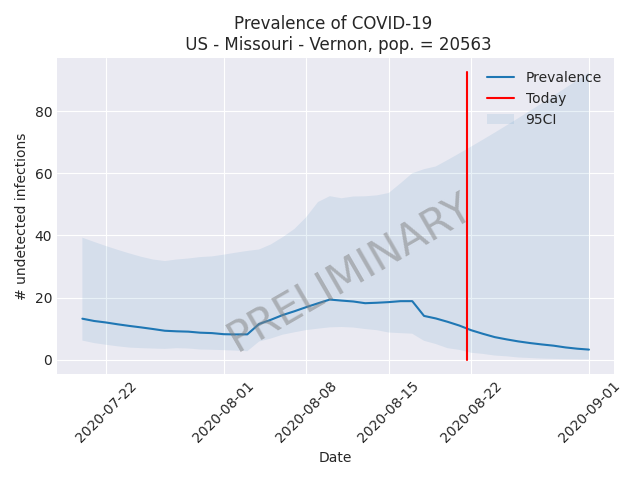 Prevalence of COVID-19
US - Missouri - Vernon, pop. = 20563
Prevalence
Today
95CI
# undetected infections
80
60
40
20
0
PRELIMINARY
2020-07-22
2020-08-01
2020-08-08
2020-08-15
2020-08-22
2020-09-01
Date